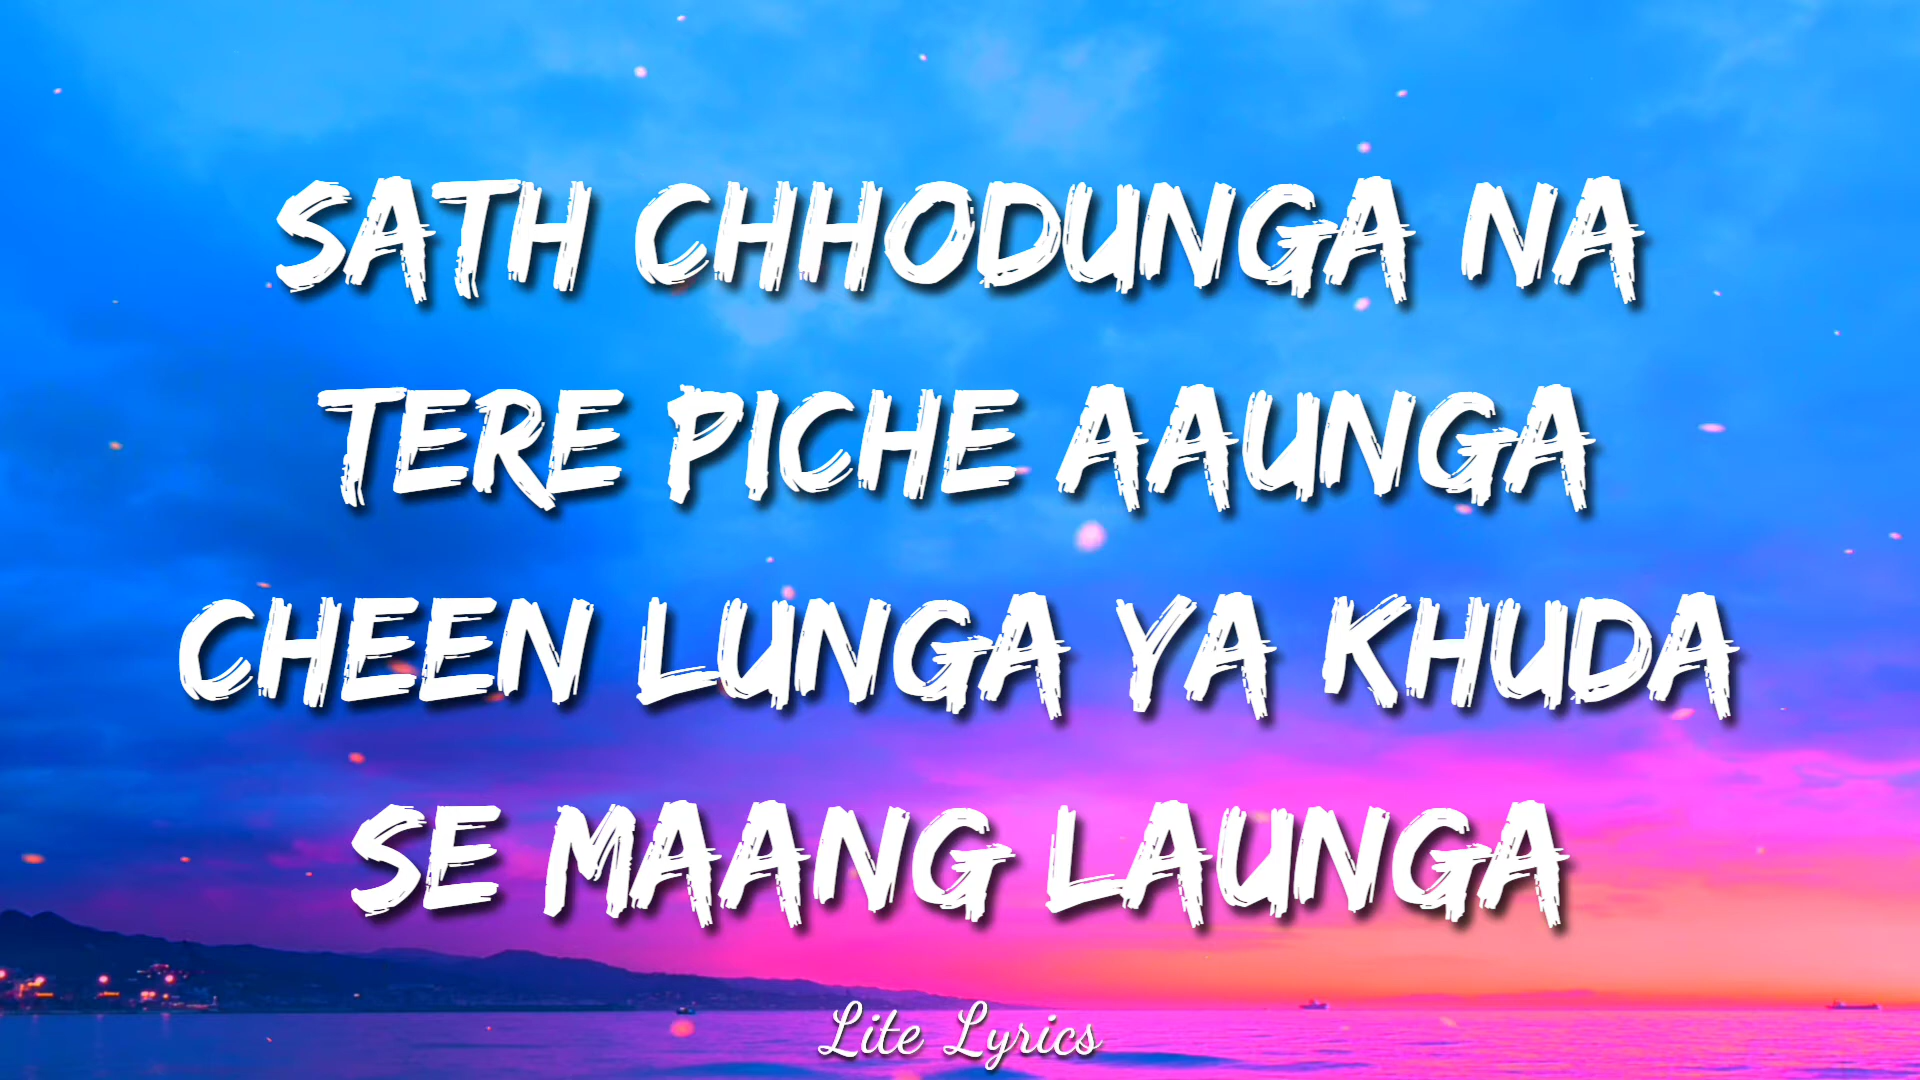 SATH CHHODUNGA NA
TERE PICHE AAUNGA
CHEEN LUNGA YA KHUDA
SE MAANG LAUNGA
Lite Lyrics